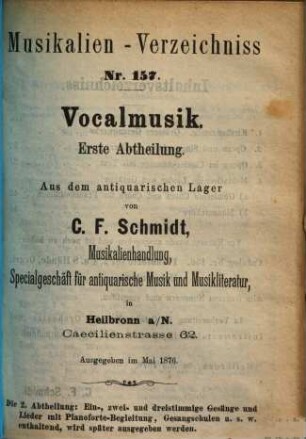 Musikalien - Verzeichniss
Nr. 157.
Vocalmusik.
Erste Abtheilung.
Aus dem antiquarischen Lager
von
C. F. Schmidt,
Musikalienhandlung,
Specialgeschäft für antiquarische Musik und Musikliteratur,
in
Heilbronn a/N.
Caecilienstrasse 62.
Ausgegeben im Mai 1876.
Die 2. Abtheilung: Ein-, zwei- und dreistimmige Gesänge und
Lieder mit Pianoforte-Begleitung, Gesangschulen u. s. w.
enthaltend, wird später ausgegeben werden.